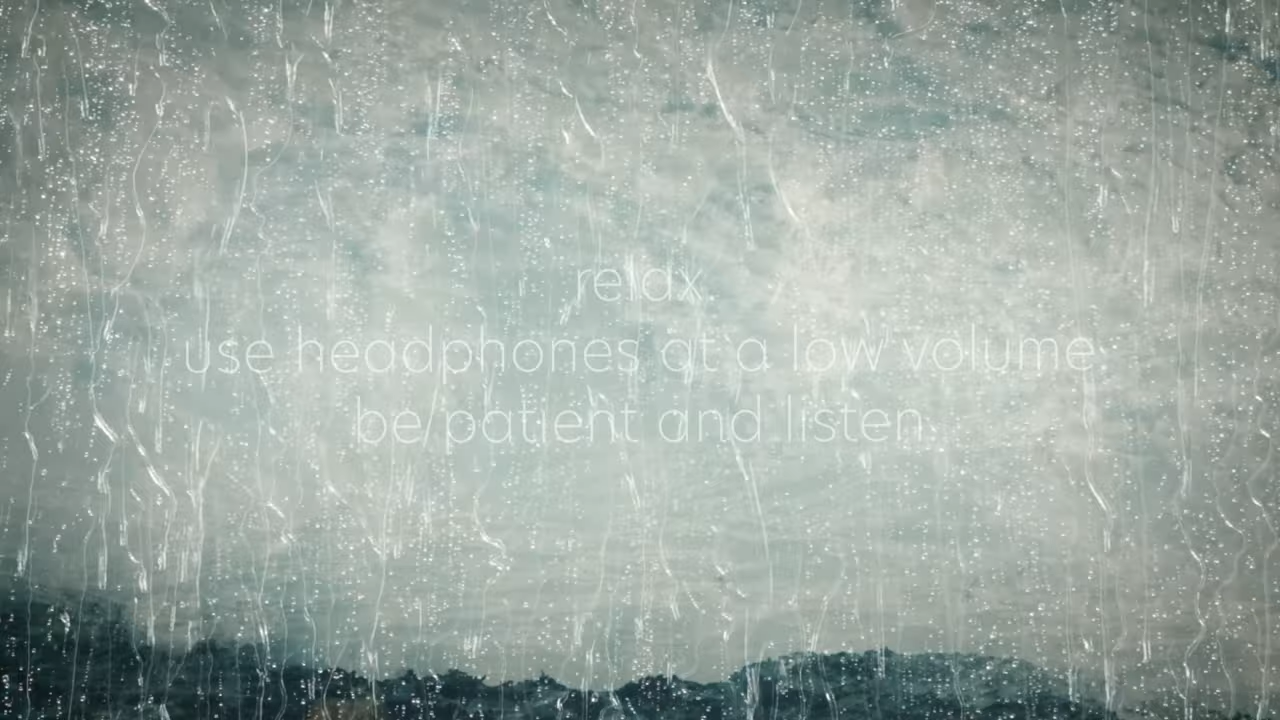 relax.
use headphones at a low volume.
be patient and listen.